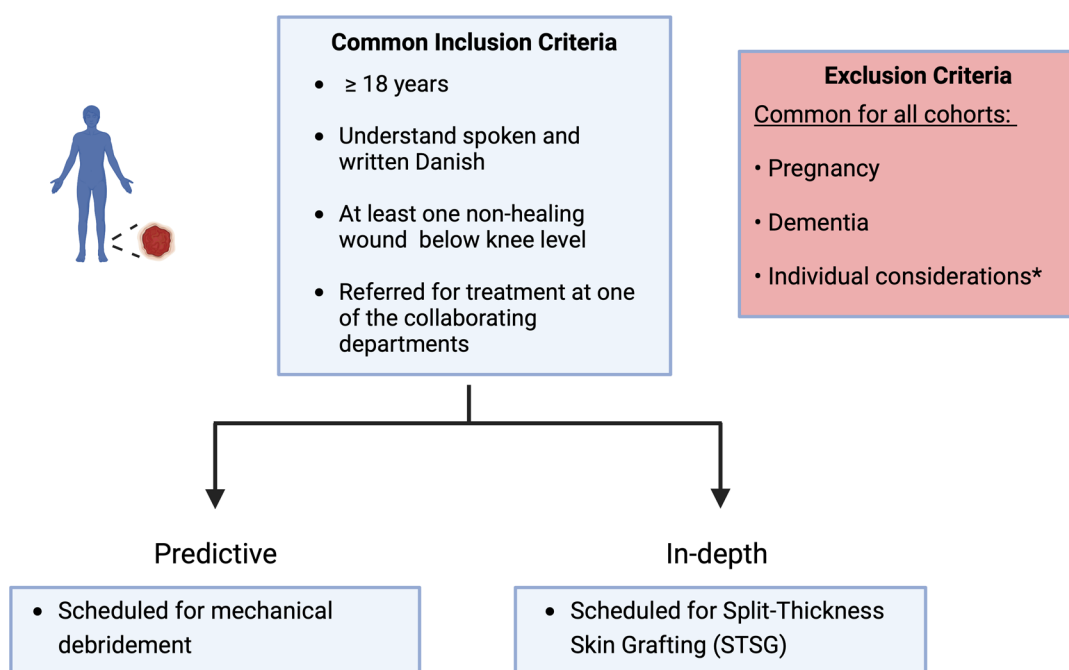 Common Inclusion Criteria
• ≥ 18 years
• Understand spoken and
written Danish
• At least one non-healing
wound below knee level
• Referred for treatment at one
of the collaborating
departments
Exclusion Criteria
Common for all cohorts:
• Pregnancy
• Dementia
• Individual considerations*
Predictive
• Scheduled for mechanical
debridement
In-depth
• Scheduled for Split-Thickness
Skin Grafting (STSG)